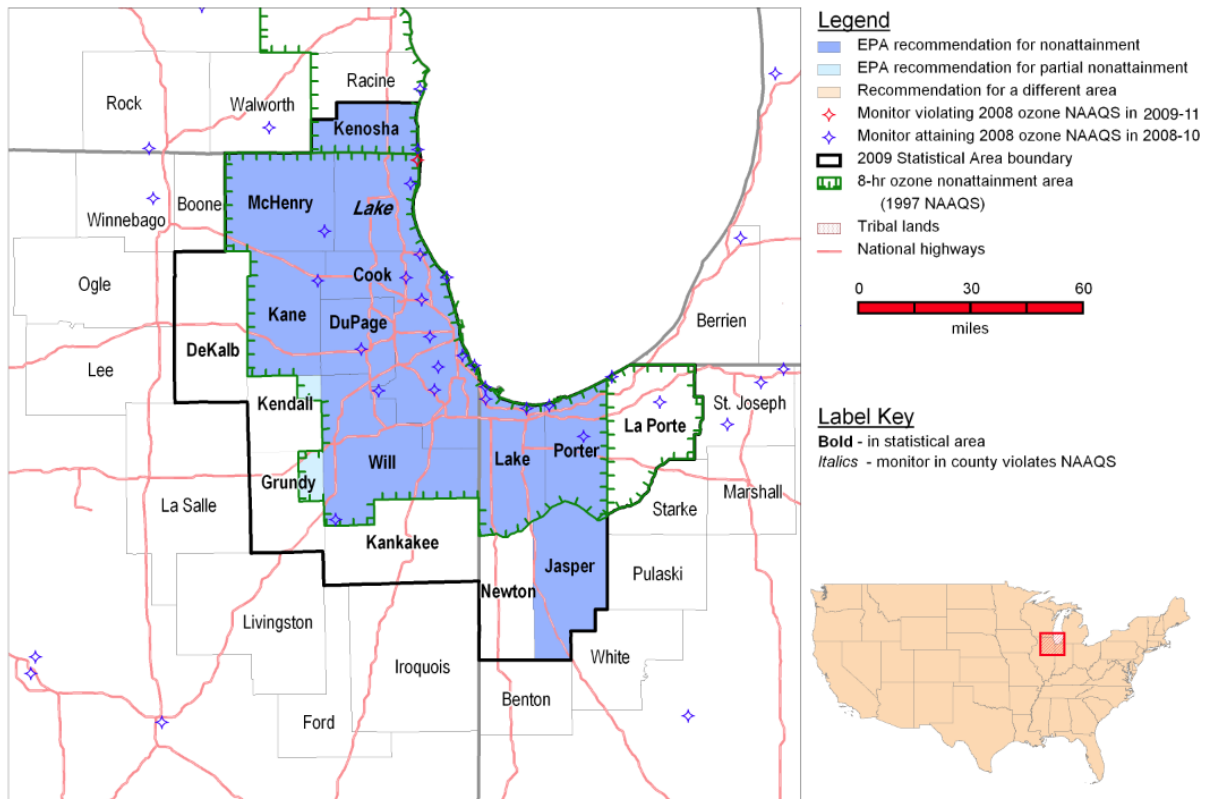 Racine
Rock
Walworth
Kenosha
McHenry
Lake
Boone
Winnebago
Ogle
Cook
Kane
DuPage
Berrien
DeKalb
Lee
Kendall
La Porte
St. Joseph
Will
Lake
Porter
Grundy
La Salle
Marshall
Starke
Kankakee
Jasper
Pulaski
Newton
Livingston
White
Iroquois
Benton
Ford
Legend
EPA recommendation for nonattainment
EPA recommendation for partial nonattainment
Recommendation for a different area
Monitor violating 2008 ozone NAAQS in 2009-11
Monitor attaining 2008 ozone NAAQS in 2008-10
2009 Statistical Area boundary
8-hr ozone nonattainment area
(1997 NAAQS)
Tribal lands
National highways
0 30 60
miles
Label Key
Bold - in statistical area
Italics - monitor in county violates NAAQS